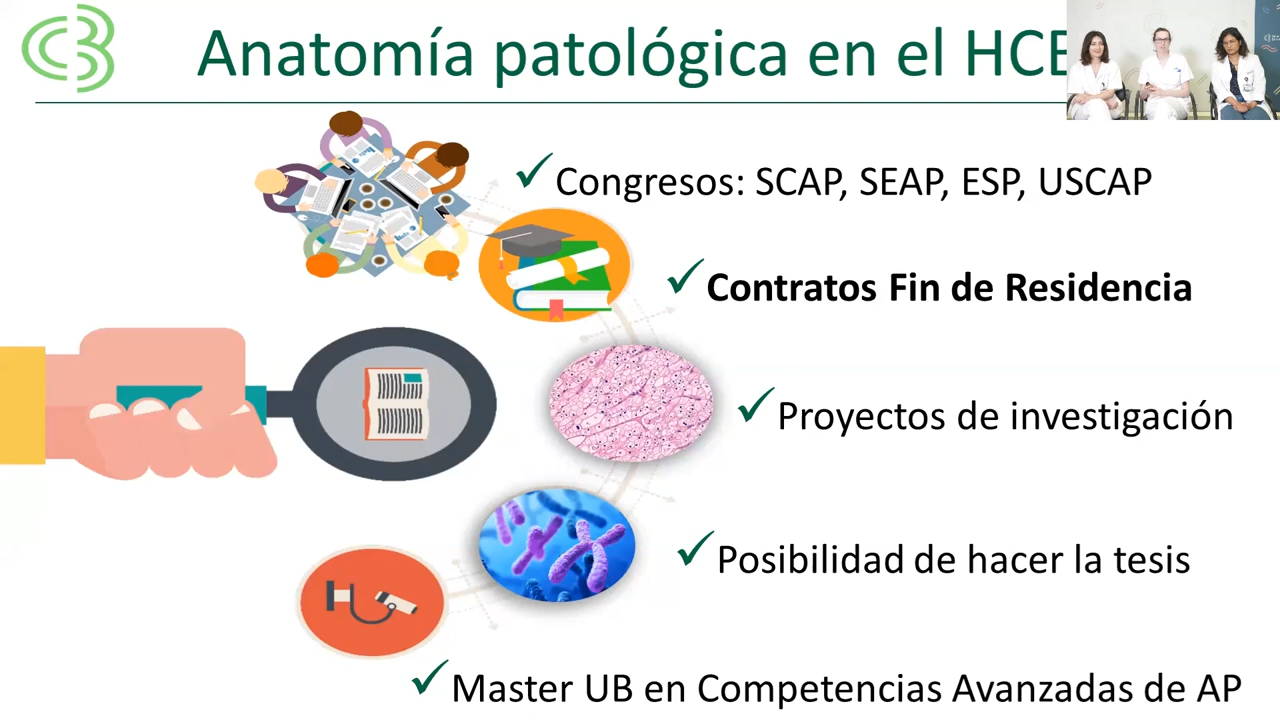 Anatomía patológica en el HCB
Congresos: SCAP, SEAP, ESP, USCAP
Contratos Fin de Residencia
Proyectos de investigación
Posibilidad de hacer la tesis
Master UB en Competencias Avanzadas de AP